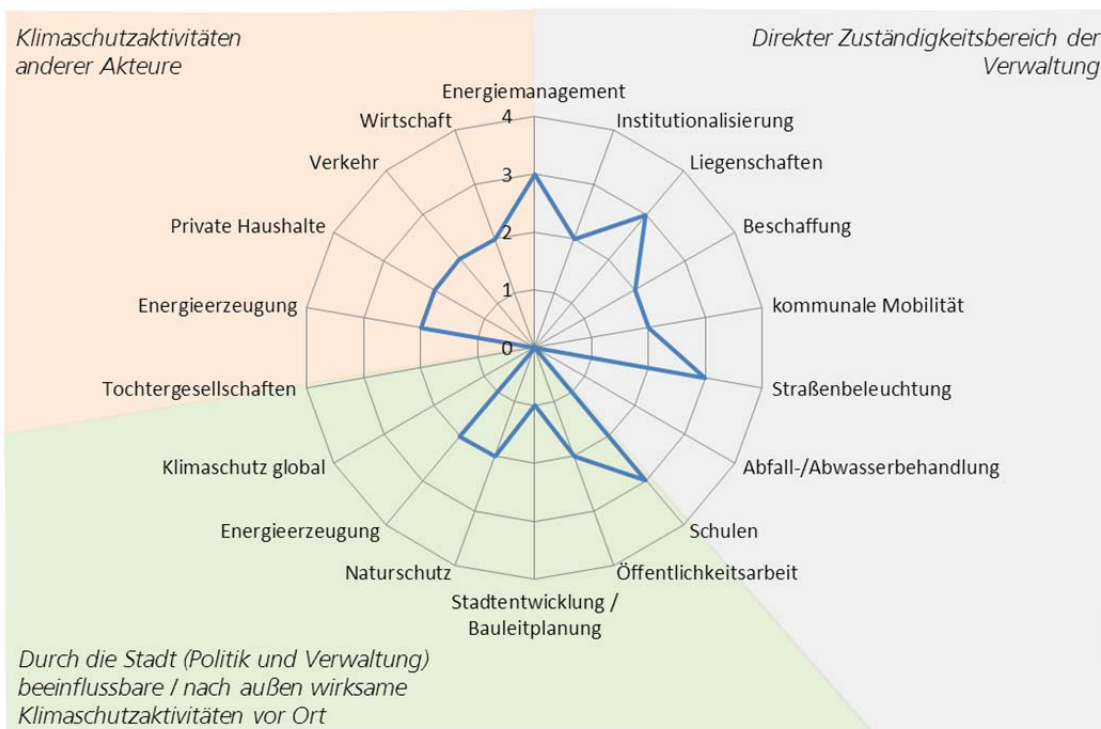 Klimaschutzaktivitäten
anderer Akteure
Direkter Zuständigkeitsbereich der
Verwaltung
Energiemanagement
Institutionalisierung
Liegenschaften
Beschaffung
kommunale Mobilität
Straßenbeleuchtung
Abfall-/Abwasserbehandlung
Schulen
Öffentlichkeitsarbeit
Stadtentwicklung /
Bauleitplanung
Naturschutz
Energieerzeugung
Klimaschutz global
Tochtergesellschaften
Energieerzeugung
Private Haushalte
Verkehr
Wirtschaft
4
3
2
1
0
Durch die Stadt (Politik und Verwaltung)
beeinflussbare / nach außen wirksame
Klimaschutzaktivitäten vor Ort